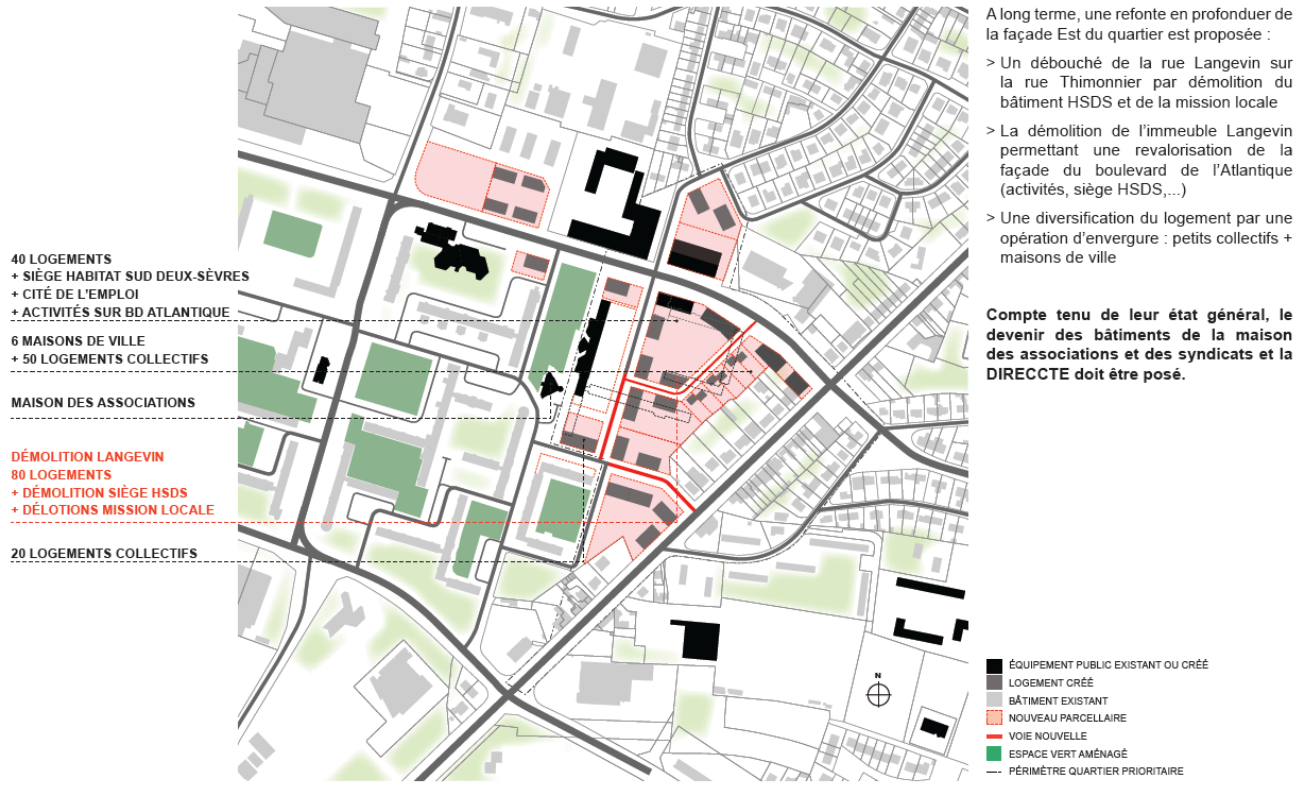 A long terme, une refonte en profonduer de
la façade Est du quartier est proposée :
> Un débouché de la rue Langevin sur
la rue Thimonnier par démolition du
bâtiment HSDS et de la mission locale
> La démolition de l'immeuble Langevin
permettant une revalorisation de la
façade du boulevard de l'Atlantique
(activités, siège HSDS,...)
> Une diversification du logement par une
opération d'envergure : petits collectifs +
maisons de ville
Compte tenu de leur état général, le
devenir des bâtiments de la maison
des associations et des syndicats et la
DIRECCTE doit être posé.
40 LOGEMENTS
+ SIÈGE HABITAT SUD DEUX-SÈVRES
+ CITÉ DE L'EMPLOI
+ ACTIVITÉS SUR BD ATLANTIQUE
6 MAISONS DE VILLE
+ 50 LOGEMENTS COLLECTIFS
MAISON DES ASSOCIATIONS
DÉMOLITION LANGEVIN
80 LOGEMENTS
+ DÉMOLITION SIÈGE HSDS
+ DÉLOTIONS MISSION LOCALE
20 LOGEMENTS COLLECTIFS
N
ÉQUIPEMENT PUBLIC EXISTANT OU CRÉÉ
LOGEMENT CRÉÉ
BÂTIMENT EXISTANT
NOUVEAU PARCELLAIRE
VOIE NOUVELLE
ESPACE VERT AMÉNAGÉ
PÉRIMÈTRE QUARTIER PRIORITAIRE